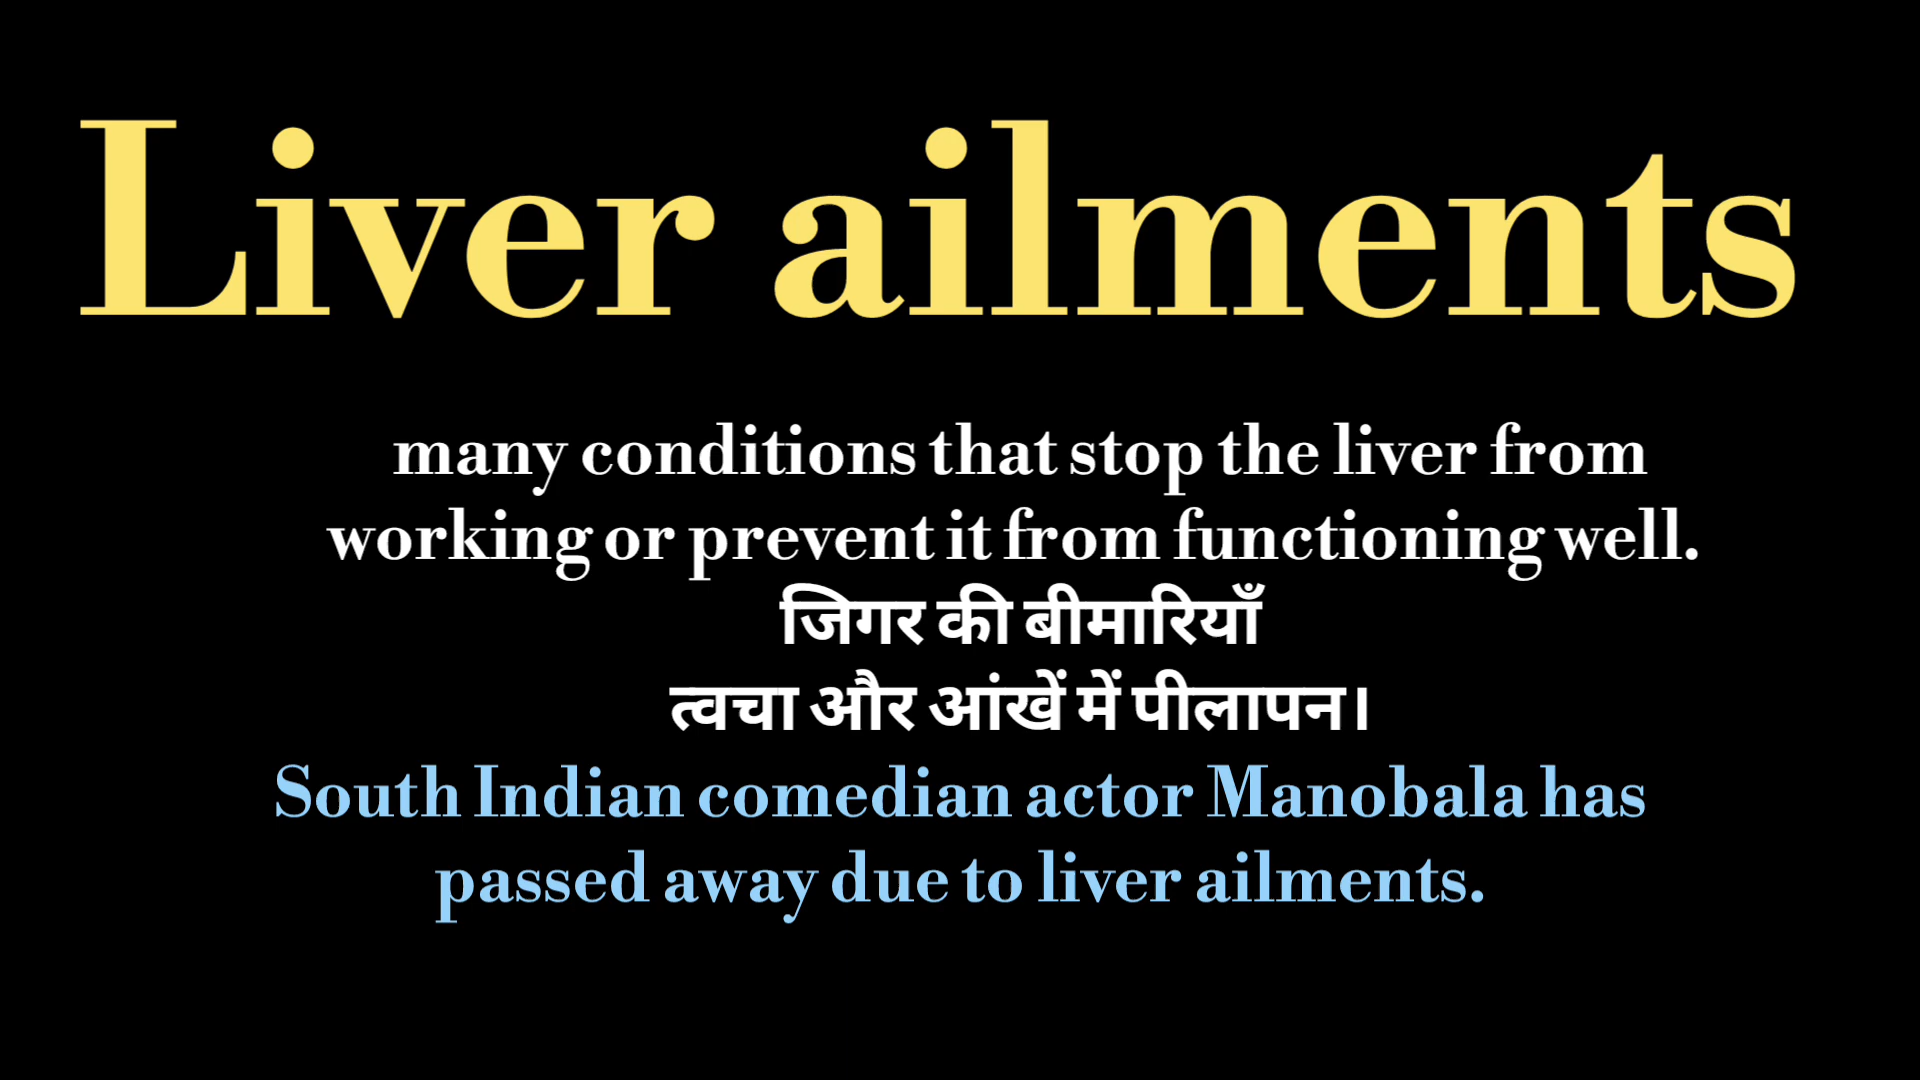 Liver ailments
many conditions that stop the liver from
working or prevent it from functioning well.
जिगर की बीमारियाँ
त्वचा और आंखें में पीलापन।
South Indian comedian actor Manobala has
passed away due to liver ailments.